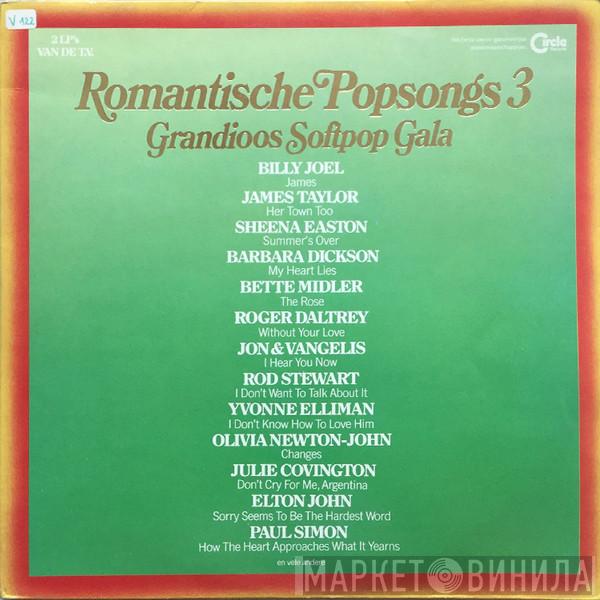 V 122
2 LP's
VAN DE T.V.
Circle
Romantische Popsongs 3
Grandioos Softpop Gala
BILLY JOEL
James
JAMES TAYLOR
Her Town Too
SHEENA EASTON
Summer's Over
BARBARA DICKSON
My Heart Lies
BETTE MIDLER
The Rose
ROGER DALTREY
Without Your Love
JON & VANGELIS
I Hear You Now
ROD STEWART
I Don't Want To Talk About It
YVONNE ELLIMAN
I Don't Know How To Love Him
OLIVIA NEWTON-JOHN
Changes
JULIE COVINGTON
Don't Cry For Me, Argentina
ELTON JOHN
Sorry Seems To Be The Hardest Word
PAUL SIMON
How The Heart Approaches What It Yearns
en vele andere
МАРКЕТ ВИНИЛА